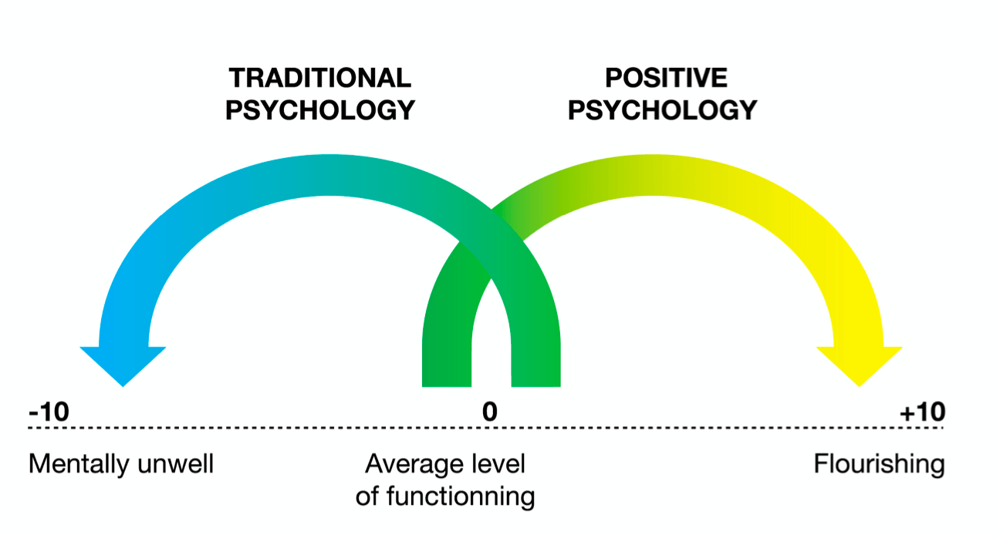 TRADITIONAL
PSYCHOLOGY
POSITIVE
PSYCHOLOGY
-10
0
+10
Mentally unwell
Average level
of functionning
Flourishing